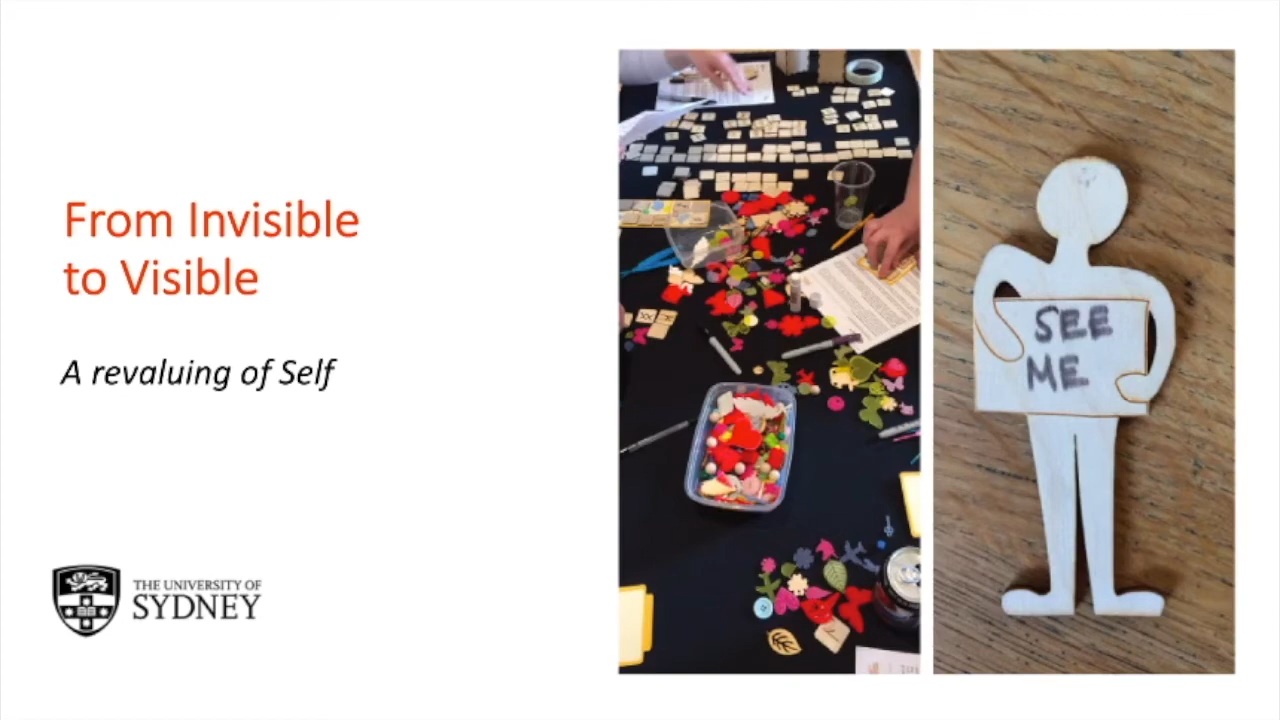 From Invisible
to Visible
A revaluing of Self
THE UNIVERSITY OF
SYDNEY
SEE
ME